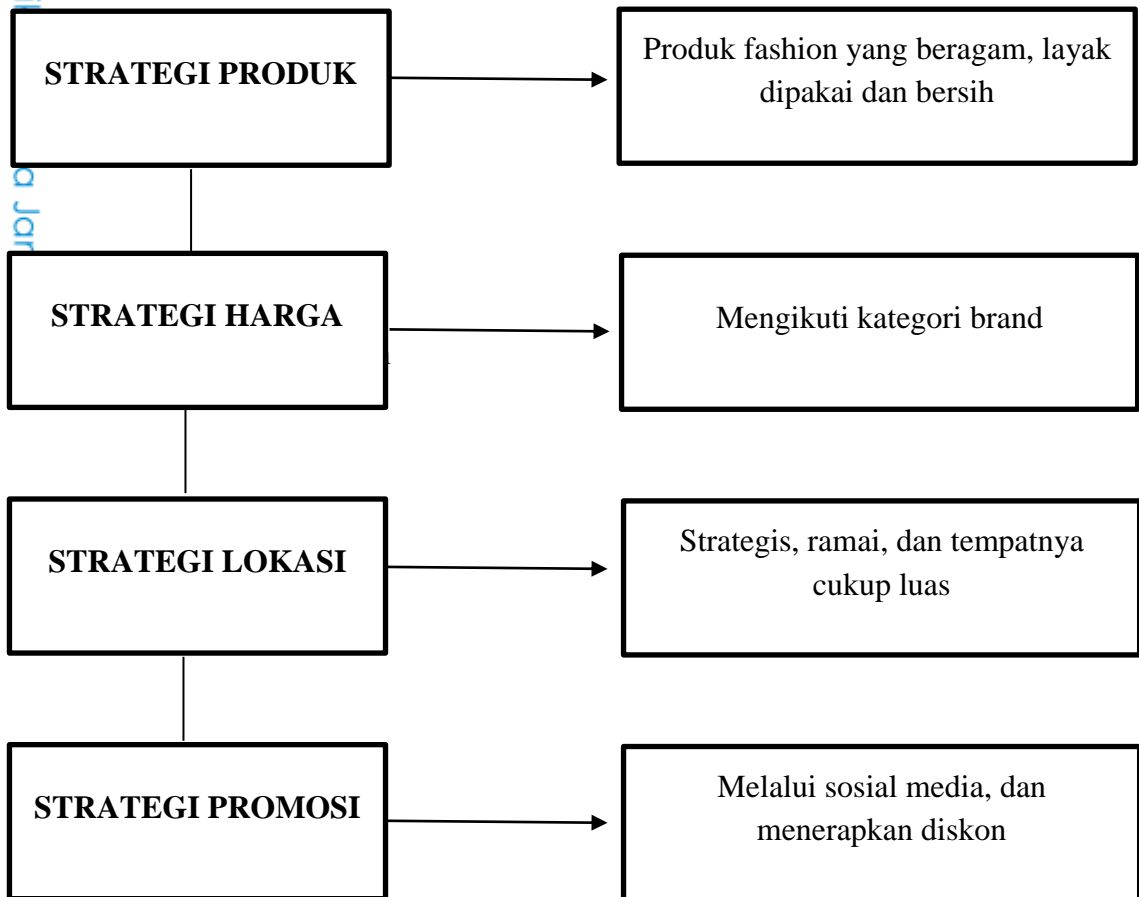 STRATEGI PRODUK
Produk fashion yang beragam, layak
dipakai dan bersih
STRATEGI HARGA
Mengikuti kategori brand
STRATEGI LOKASI
Strategis, ramai, dan tempatnya
cukup luas
STRATEGI PROMOSI
Melalui sosial media, dan
menerapkan diskon